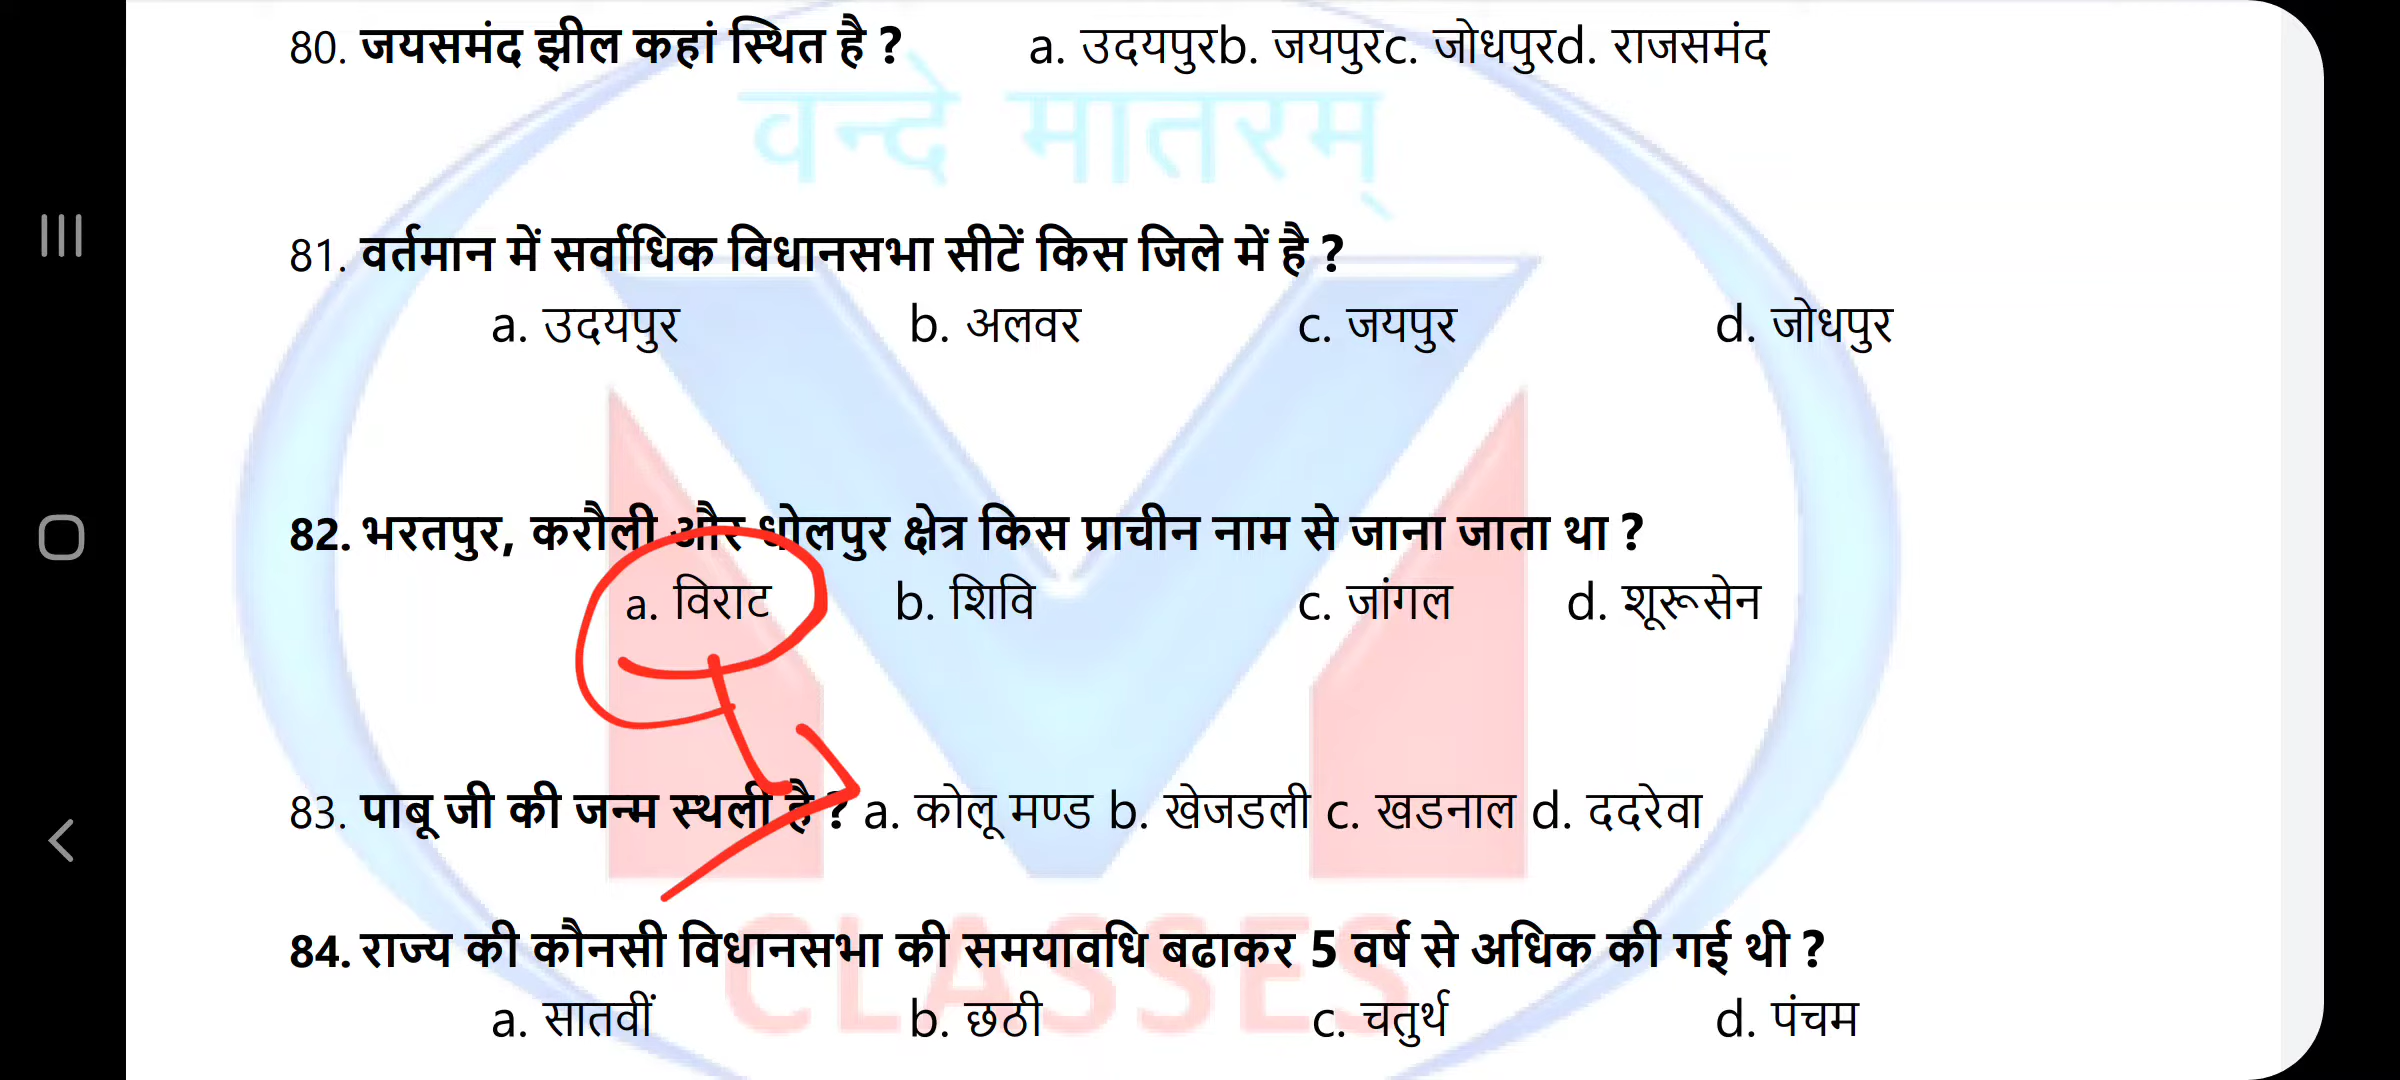 80. जयसमंद झील कहां स्थित है ? a. उदयपुरb. जयपुरc. जोधपुरd. राजसमंद
वन्दे मातरम्
81. वर्तमान में सर्वाधिक विधानसभा सीटें किस जिले में है ?
a. उदयपुर b. अलवर c. जयपुर d. जोधपुर
82. भरतपुर, करौली और धोलपुर क्षेत्र किस प्राचीन नाम से जाना जाता था ?
a. विराट b. शिवि c. जांगल d. शूरूसेन
83. पाबू जी की जन्म स्थली है ? a. कोलू मण्ड b. खेजडली c. खडनाल d. ददरेवा
84. राज्य की कौनसी विधानसभा की समयावधि बढाकर 5 वर्ष से अधिक की गई थी ?
CLASSES
a. सातवीं b. छठी c. चतुर्थ d. पंचम